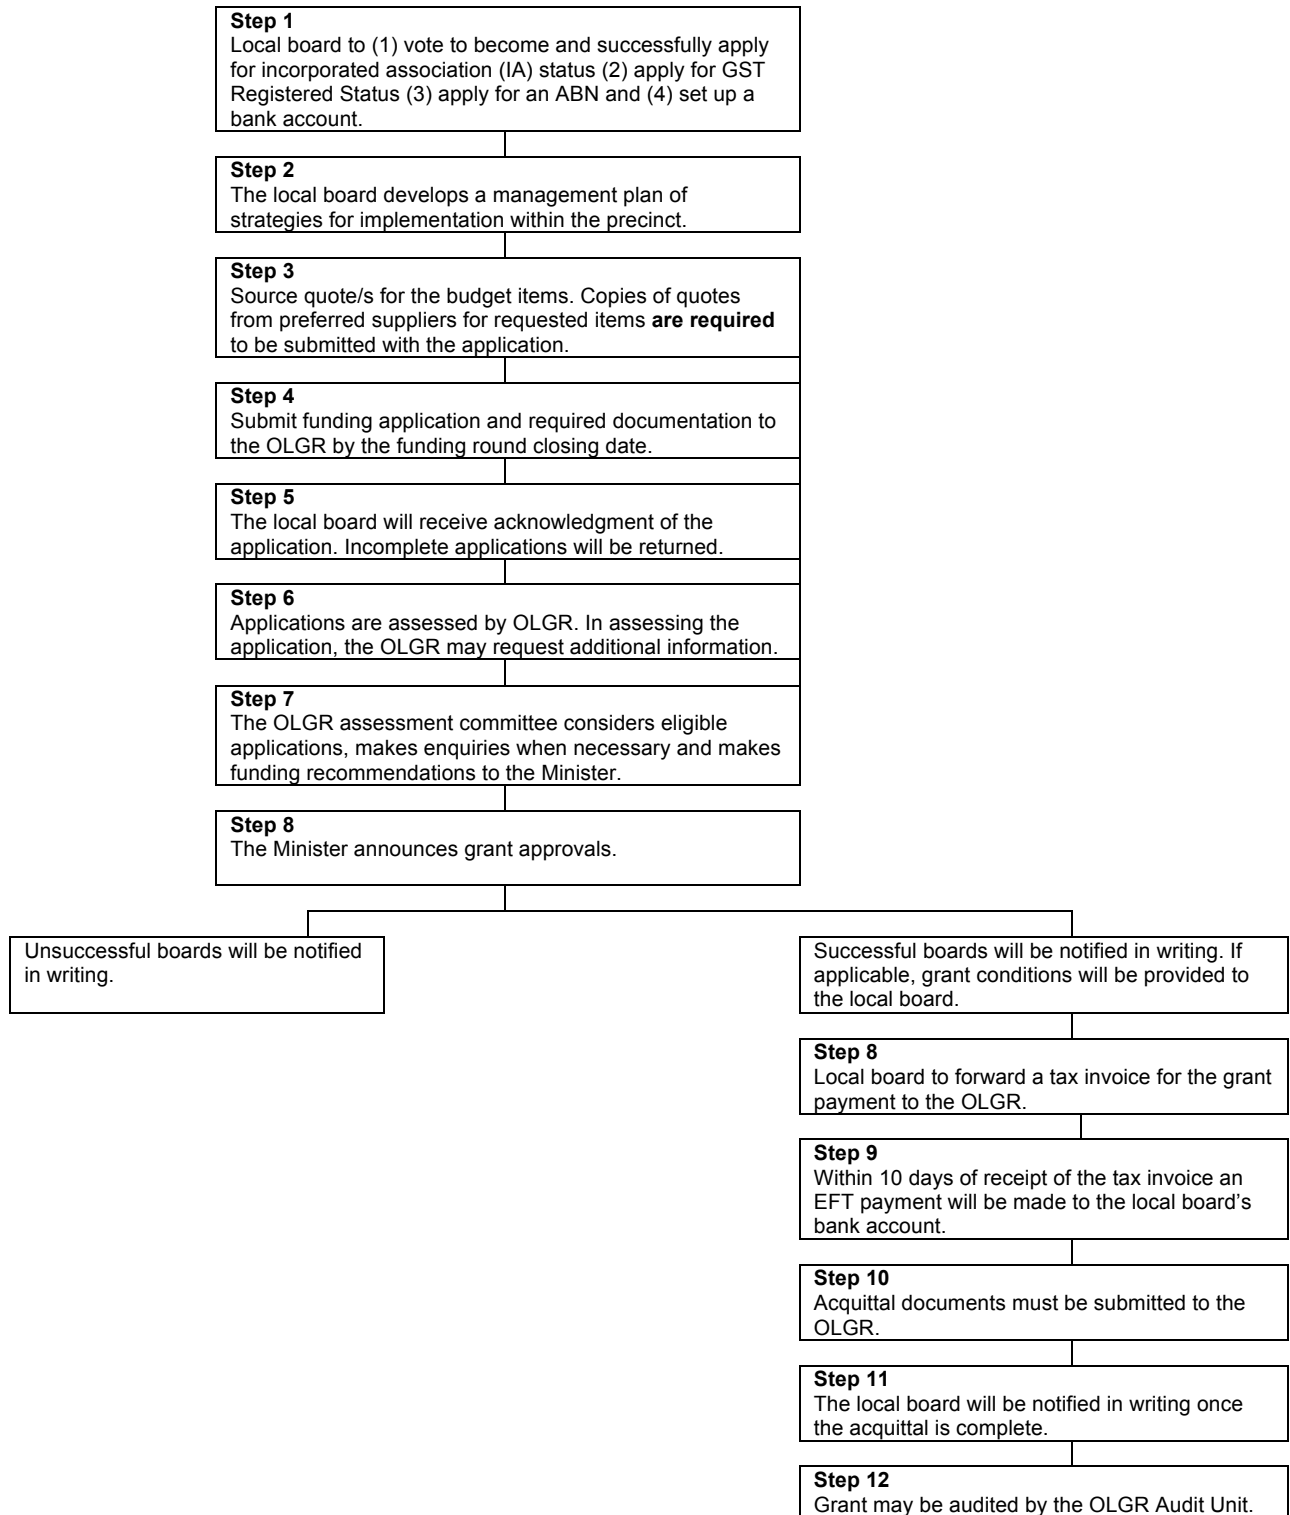 Step 1
Local board to (1) vote to become and successfully apply
for incorporated association (IA) status (2) apply for GST
Registered Status (3) apply for an ABN and (4) set up a
bank account.
Step 2
The local board develops a management plan of
strategies for implementation within the precinct.
Step 3
Source quote/s for the budget items. Copies of quotes
from preferred suppliers for requested items are required
to be submitted with the application.
Step 4
Submit funding application and required documentation to
the OLGR by the funding round closing date.
Step 5
The local board will receive acknowledgment of the
application. Incomplete applications will be returned.
Step 6
Applications are assessed by OLGR. In assessing the
application, the OLGR may request additional information.
Step 7
The OLGR assessment committee considers eligible
applications, makes enquiries when necessary and makes
funding recommendations to the Minister.
Step 8
The Minister announces grant approvals.
Unsuccessful boards will be notified
in writing.
Successful boards will be notified in writing. If
applicable, grant conditions will be provided to
the local board.
Step 8
Local board to forward a tax invoice for the grant
payment to the OLGR.
Step 9
Within 10 days of receipt of the tax invoice an
EFT payment will be made to the local board's
bank account.
Step 10
Acquittal documents must be submitted to the
OLGR.
Step 11
The local board will be notified in writing once
the acquittal is complete.
Step 12
Grant may be audited by the OLGR Audit Unit.